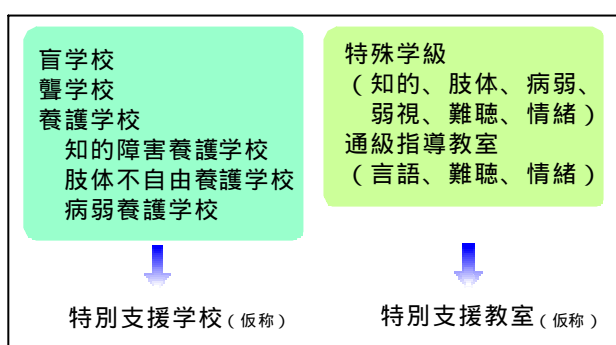 盲学校
聾学校
養護学校
知的障害養護学校
肢体不自由養護学校
病弱養護学校
特別支援学校(仮称)
特殊学級
(知的、肢体、病弱、
弱視、難聴、情緒)
通級指導教室
(言語、難聴、情緒)
特別支援教室(仮称)